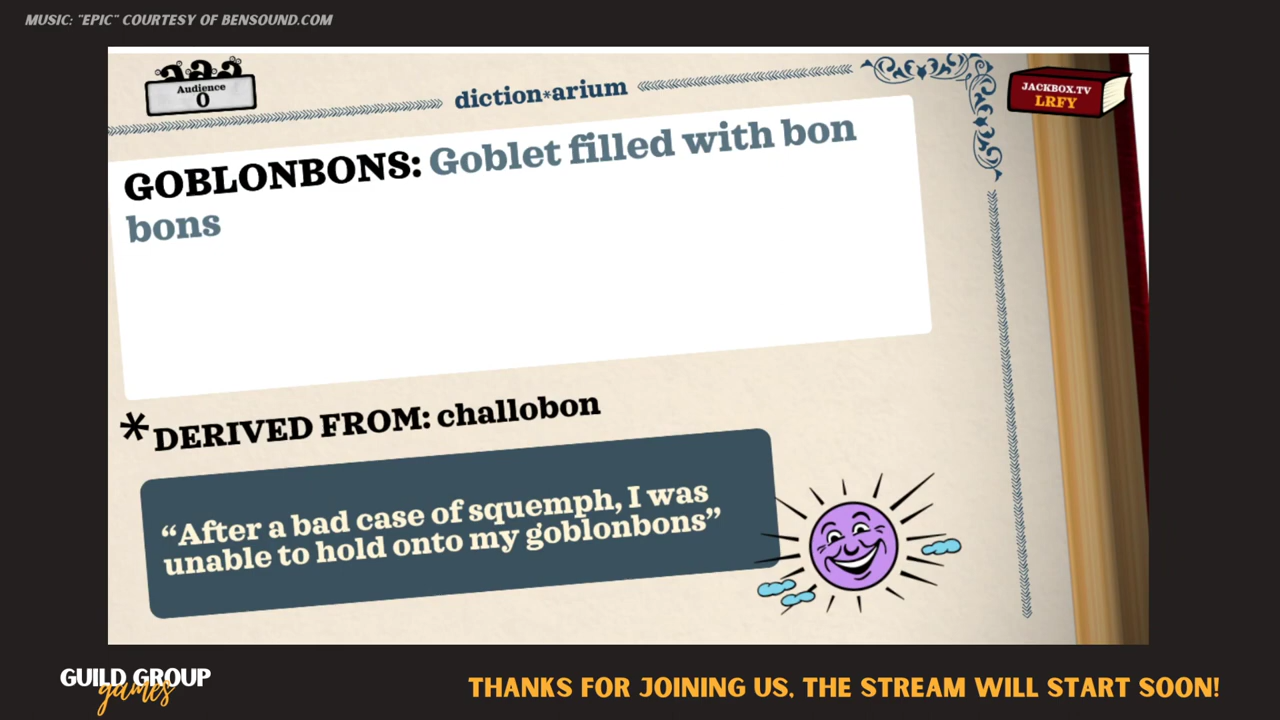 MUSIC: "EPIC" COURTESY OF BENSOUND.COM
Audience
0
diction*arium
JACKBOX.TV
LRFY
GOBLONBONS: Goblet filled with bon
bons
*DERIVED FROM: challobon
“After a bad case of squemph, I was
unable to hold onto my goblonbons”
GUILD GROUP
games
THANKS FOR JOINING US, THE STREAM WILL START SOON!